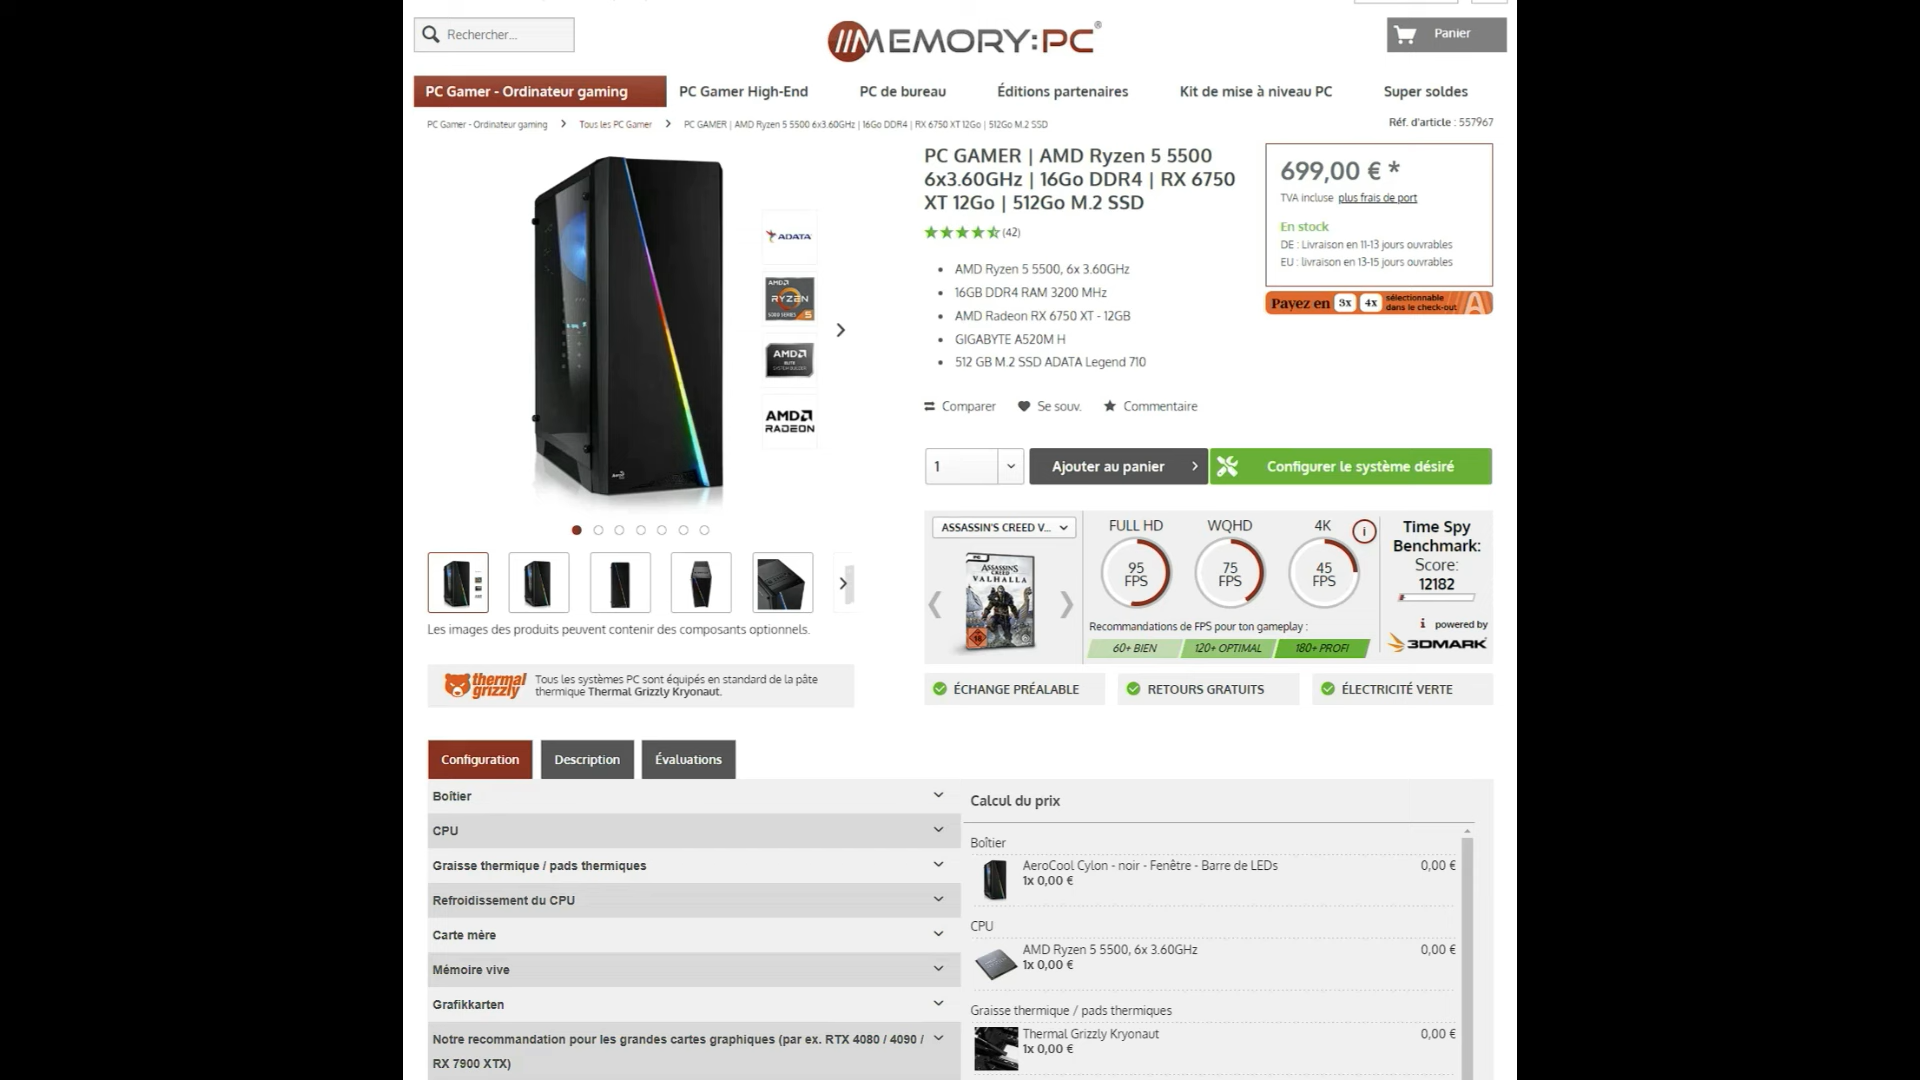 Rechercher...
MEMORY:PC®
Panier
PC Gamer - Ordinateur gaming
PC Gamer High-End
PC de bureau
Éditions partenaires
Kit de mise à niveau PC
Super soldes
PC Gamer - Ordinateur gaming > Tous les PC Gamer > PC GAMER | AMD Ryzen 5 5500 6x3.60GHz | 16Go DDR4 | RX 6750 XT 12Go | 512Go M.2 SSD
Réf. d'article : 557967
PC GAMER | AMD Ryzen 5 5500
6x3.60GHz | 16Go DDR4 | RX 6750
XT 12Go | 512Go M.2 SSD
(42)
699,00 € *
TVA incluse plus frais de port
En stock
DE : Livraison en 11-13 jours ouvrables
EU : livraison en 13-15 jours ouvrables
Payez en 3x 4x sélectionnable
dans le check-out
ADATA
AMD
RYZEN
5
AMD
AMD
RADEON
AMD Ryzen 5 5500, 6x 3.60GHz
16GB DDR4 RAM 3200 MHz
AMD Radeon RX 6750 XT - 12GB
GIGABYTE A520M H
512 GB M.2 SSD ADATA Legend 710
Comparer
Se souv.
Commentaire
1
Ajouter au panier
Configurer le système désiré
ASSASSIN'S CREED V...
ASSASSIN'S
CREED
VALHALLA
18
FULL HD
95
FPS
WQHD
75
FPS
4K
45
FPS
i
Recommandations de FPS pour ton gameplay :
60+ BIEN
120+ OPTIMAL
180+ PROFI
Time Spy
Benchmark:
Score:
12182
i powered by
3DMARK
Les images des produits peuvent contenir des composants optionnels.
thermal
grizzly
Tous les systèmes PC sont équipés en standard de la pâte
thermique Thermal Grizzly Kryonaut.
ÉCHANGE PRÉALABLE
RETOURS GRATUITS
ÉLECTRICITÉ VERTE
Configuration
Description
Évaluations
Boîtier
CPU
Graisse thermique / pads thermiques
Refroidissement du CPU
Carte mère
Mémoire vive
Grafikkarten
Notre recommandation pour les grandes cartes graphiques (par ex. RTX 4080 / 4090 /
RX 7900 XTX)
Calcul du prix
Boîtier
AeroCool Cylon - noir - Fenêtre - Barre de LEDs
0,00 €
1x 0,00 €
CPU
AMD Ryzen 5 5500, 6x 3.60GHz
0,00 €
1x 0,00 €
Graisse thermique / pads thermiques
Thermal Grizzly Kryonaut
0,00 €
1x 0,00 €